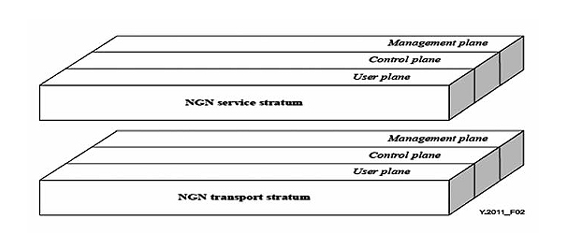 Management plane
Control plane
User plane
NGN service stratum
Management plane
Control plane
User plane
NGN transport stratum
Y.2011_F02